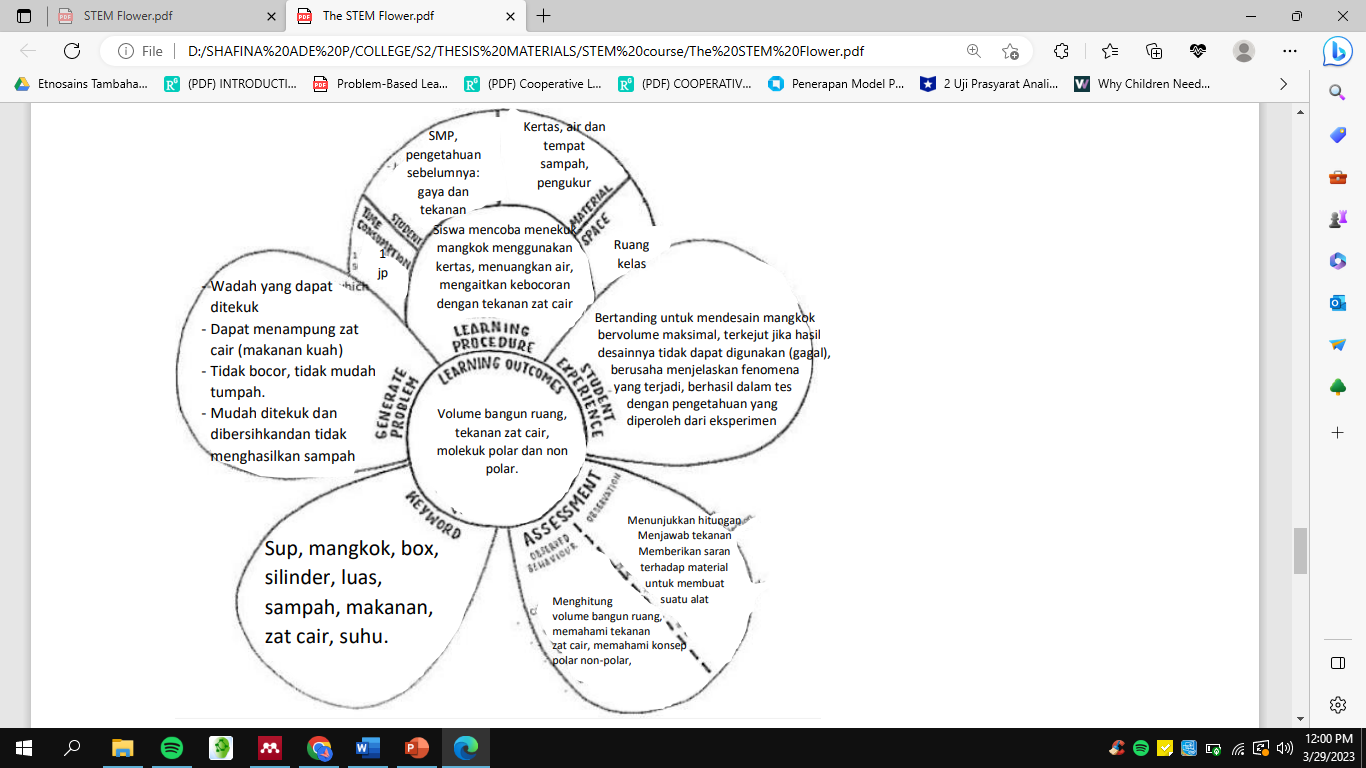 STEM Flower.pdf
The STEM Flower.pdf
File
D:/SHAFINA%20ADE%20P/COLLEGE/S2/THESIS%20MATERIALS/STEM%20course/The%20STEM%20Flower.pdf
Etnosains Tambaha...
(PDF) INTRODUCTI...
Problem-Based Lea...
(PDF) Cooperative L...
(PDF) COOPERATIV...
Penerapan Model P...
2 Uji Prasyarat Anali...
Why Children Need...
SMP,
pengetahuan
sebelumnya:
gaya dan
tekanan
STUDENT
Kertas, air dan
tempat
sampah,
pengukur
MATERIAL
SPACE
Ruang
kelas
TIME
CONSUMPTION
1
jp
Siswa mencoba menekuk
mangkok menggunakan
kertas, menuangkan air,
mengaitkan kebocoran
dengan tekanan zat cair
LEARNING
PROCEDURE
- Wadah yang dapat
ditekuk
- Dapat menampung zat
cair (makanan kuah)
- Tidak bocor, tidak mudah
tumpah.
- Mudah ditekuk dan
dibersihkandan tidak
menghasilkan sampah
which
GENERATE
PROBLEM
Bertanding untuk mendesain mangkok
bervolume maksimal, terkejut jika hasil
desainnya tidak dapat digunakan (gagal),
berusaha menjelaskan fenomena
yang terjadi, berhasil dalam tes
dengan pengetahuan yang
diperoleh dari eksperimen
STUDENT
EXPERIENCE
LEARNING OUTCOMES
Volume bangun ruang,
tekanan zat cair,
molekuk polar dan non
polar.
KEYWORD
Sup, mangkok, box,
silinder, luas,
sampah, makanan,
zat cair, suhu.
ASSESSMENT
OBSERVATION
Menunjukkan hitungan
Menjawab tekanan
Memberikan saran
terhadap material
untuk membuat
suatu alat
OBSERVED
BEHAVIOUR
Menghitung
volume bangun ruang,
memahami tekanan
zat cair, memahami konsep
polar non-polar,
12:00 PM
3/29/2023